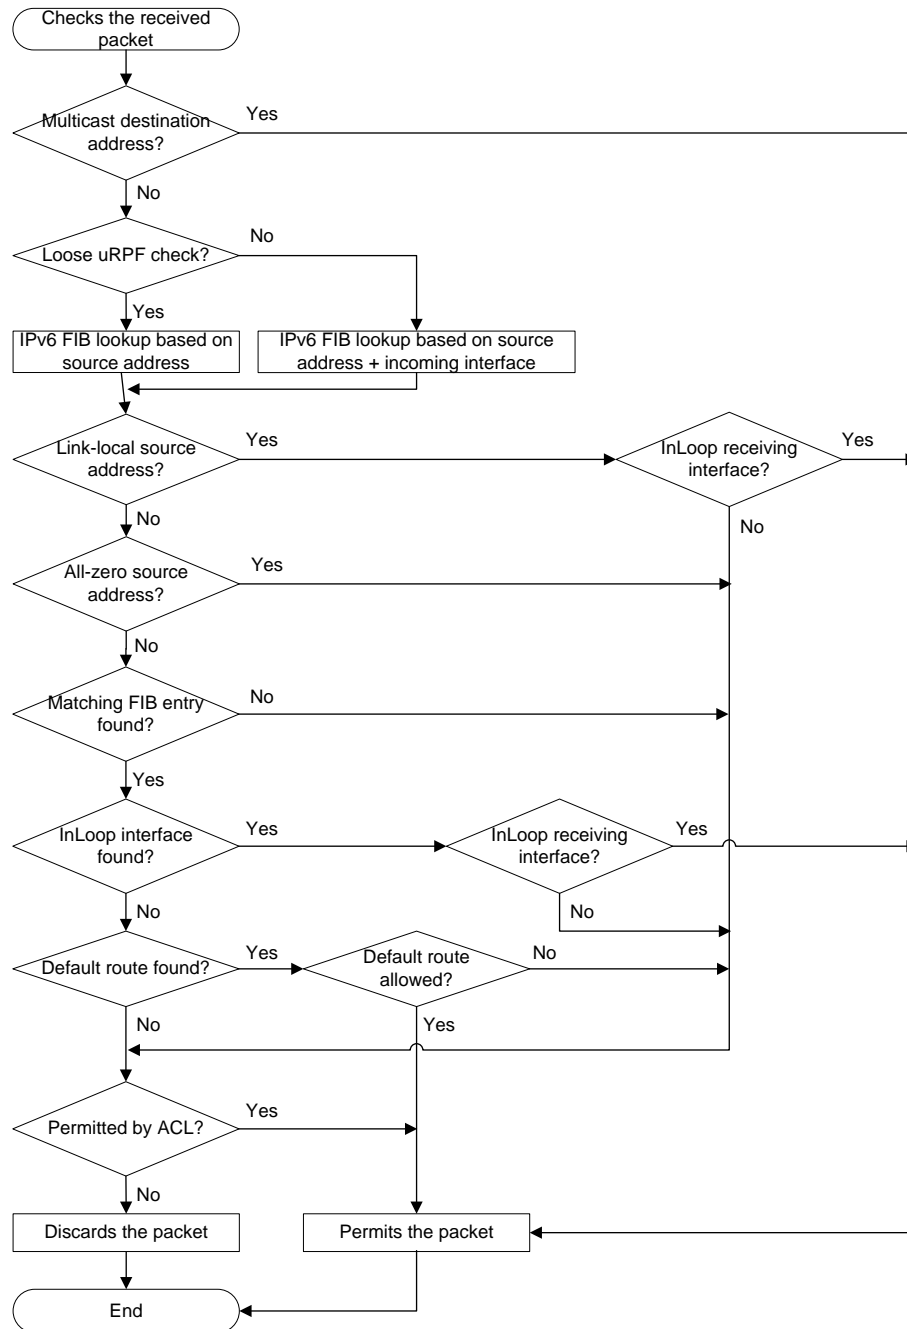 Checks the received
packet
Multicast destination
address?
Yes
No
Loose uRPF check?
No
Yes
IPv6 FIB lookup based on
source address
IPv6 FIB lookup based on source
address + incoming interface
Link-local source
address?
Yes
InLoop receiving
interface?
Yes
No
No
All-zero source
address?
Yes
No
Matching FIB entry
found?
No
Yes
InLoop interface
found?
Yes
InLoop receiving
interface?
Yes
No
No
Default route found?
Yes
Default route
allowed?
No
No
Yes
Permitted by ACL?
Yes
No
Discards the packet
Permits the packet
End